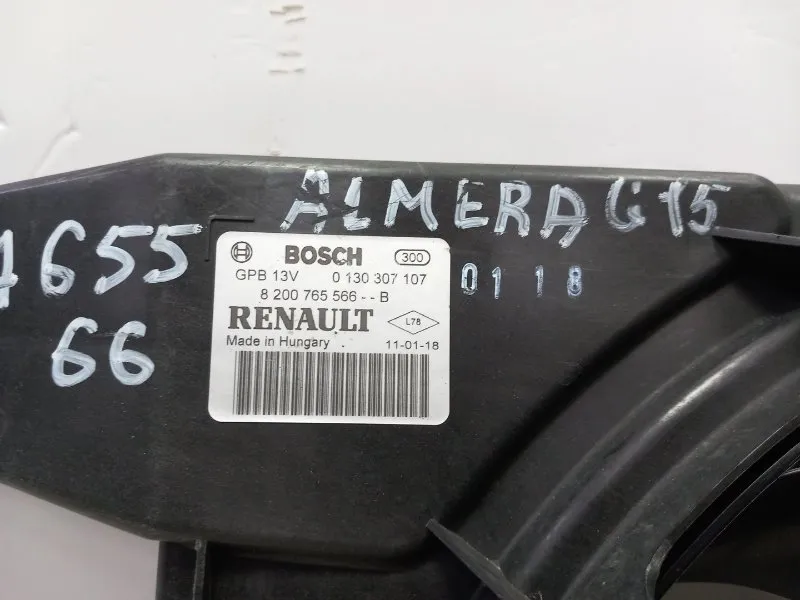 ALMERA G15
A655
66
BOSCH 300
GPB 13V 0 130 307 107
8 200 765 566 - - B
RENAULT L78
Made in Hungary 11-01-18
01 18